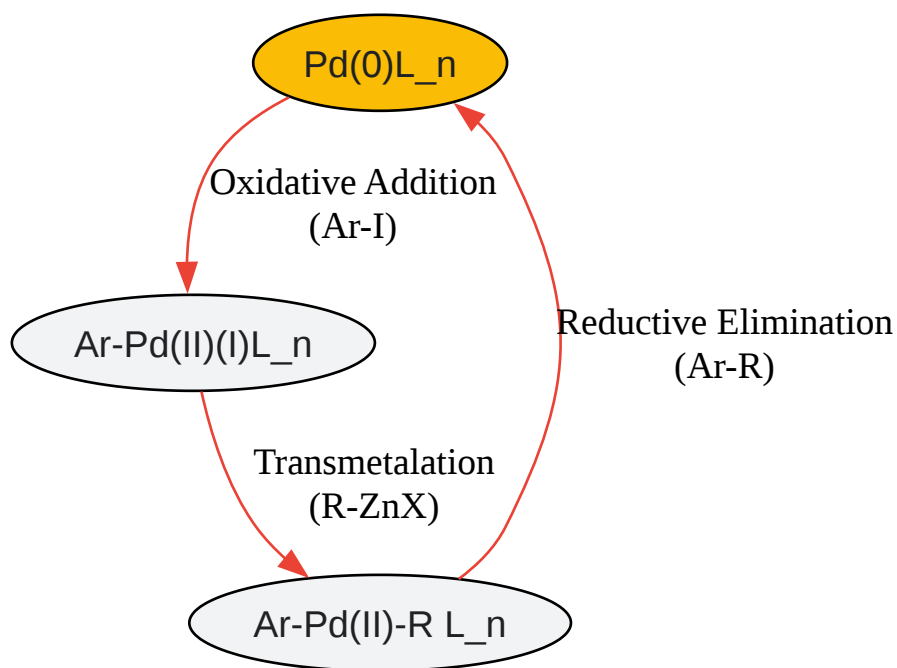 Pd(0)L_n
Oxidative Addition
(Ar-I)
Ar-Pd(II)(I)L_n
Reductive Elimination
(Ar-R)
Transmetalation
(R-ZnX)
Ar-Pd(II)-R L_n